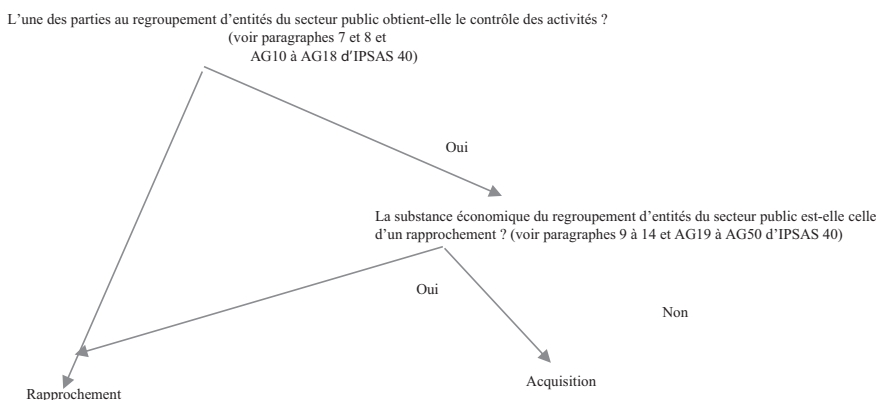 L’une des parties au regroupement d’entités du secteur public obtient-elle le contrôle des activités ?
(voir paragraphes 7 et 8 et
AG10 à AG18 d’IPSAS 40)
Oui
La substance économique du regroupement d’entités du secteur public est-elle celle
d’un rapprochement ? (voir paragraphes 9 à 14 et AG19 à AG50 d’IPSAS 40)
Oui
Non
Acquisition
Rapprochement